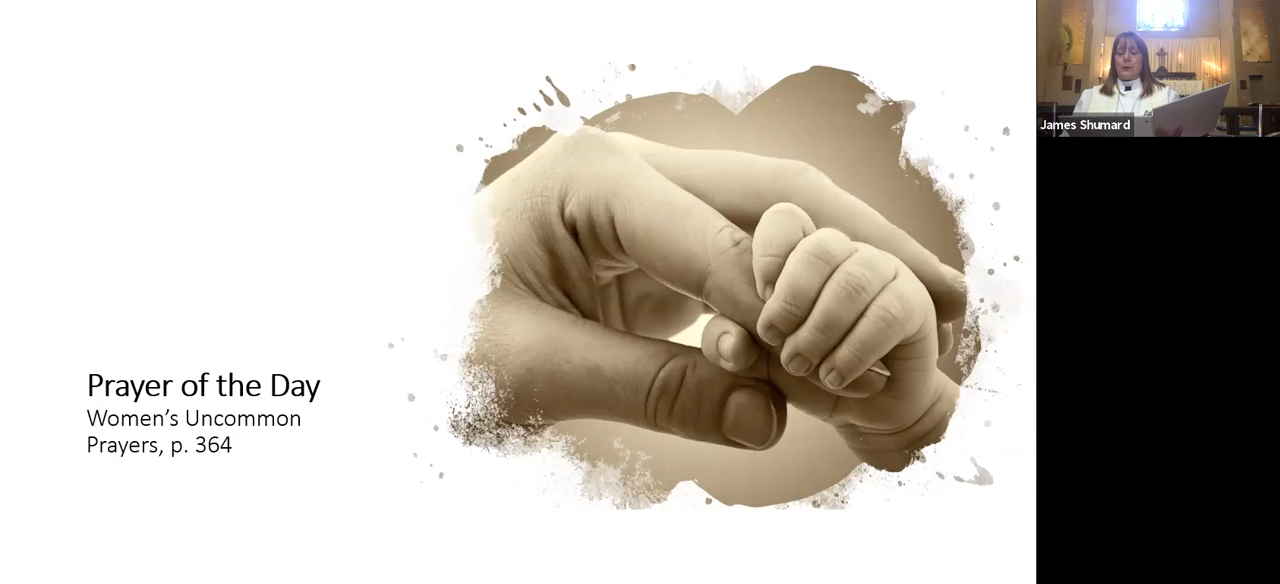 Prayer of the Day
Women’s Uncommon
Prayers, p. 364
James Shumard